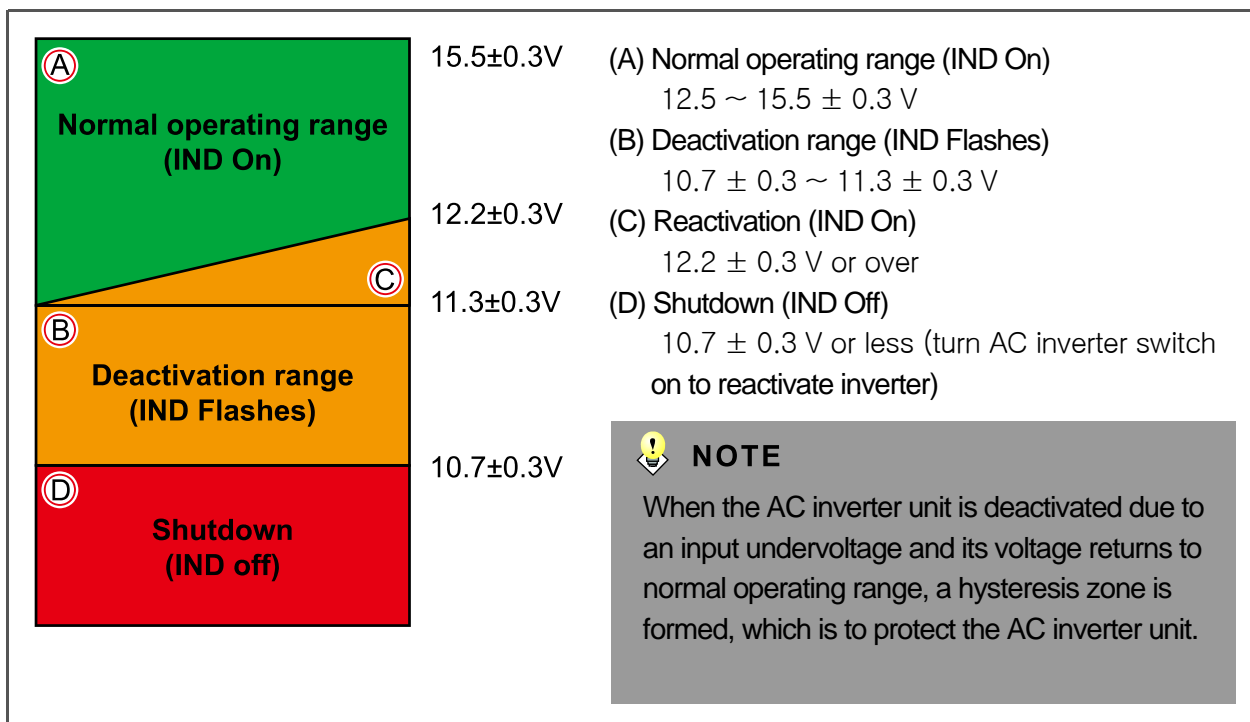 (A)
Normal operating range
(IND On)
(C)
(B)
Deactivation range
(IND Flashes)
(D)
Shutdown
(IND off)
15.5±0.3V
12.2±0.3V
11.3±0.3V
10.7±0.3V
(A) Normal operating range (IND On)
12.5 ~ 15.5 ± 0.3 V
(B) Deactivation range (IND Flashes)
10.7 ± 0.3 ~ 11.3 ± 0.3 V
(C) Reactivation (IND On)
12.2 ± 0.3 V or over
(D) Shutdown (IND Off)
10.7 ± 0.3 V or less (turn AC inverter switch
on to reactivate inverter)
NOTE
When the AC inverter unit is deactivated due to
an input undervoltage and its voltage returns to
normal operating range, a hysteresis zone is
formed, which is to protect the AC inverter unit.